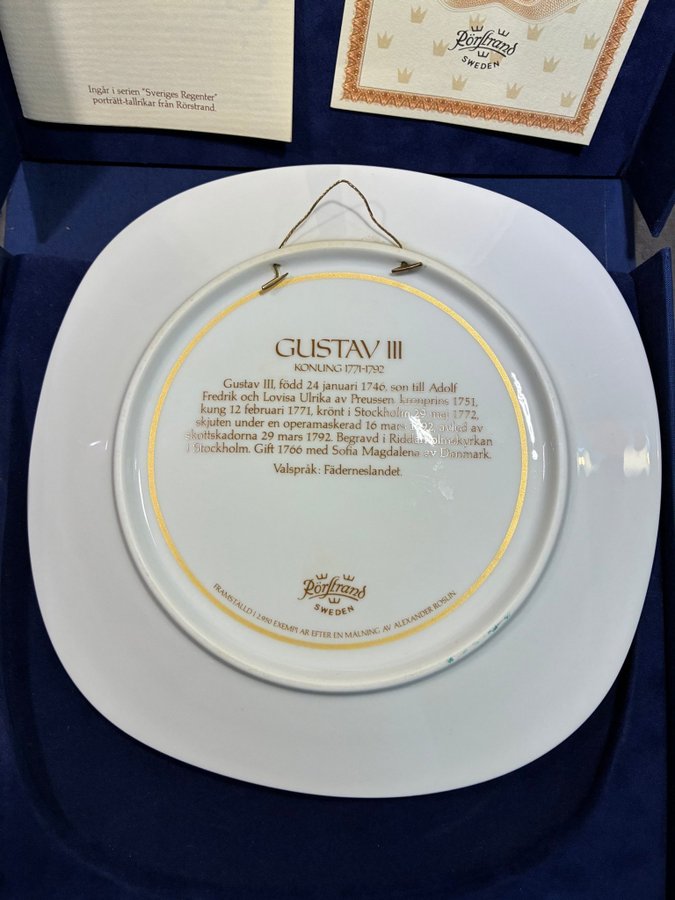 Ingår i serien "Sveriges Regenter"
porträtt-tallrikar från Rörstrand.
Rörstrand
SWEDEN
GUSTAV III
KONUNG 1771-1792
Gustav III, född 24 januari 1746, son till Adolf
Fredrik och Lovisa Ulrika av Preussen, kronprins 1751,
kung 12 februari 1771, krönt i Stockholm 29 maj 1772,
skjuten under en operamaskerad 16 mars 1792, avled av
skottskadorna 29 mars 1792. Begravd i Riddarholmskyrkan
i Stockholm. Gift 1766 med Sofia Magdalena av Danmark.
Valspråk: Fäderneslandet.
Rörstrand
SWEDEN
FRAMSTÄLLD I 2.950 EXEMPLAR EFTER EN MÅLNING AV ALEXANDER ROSLIN